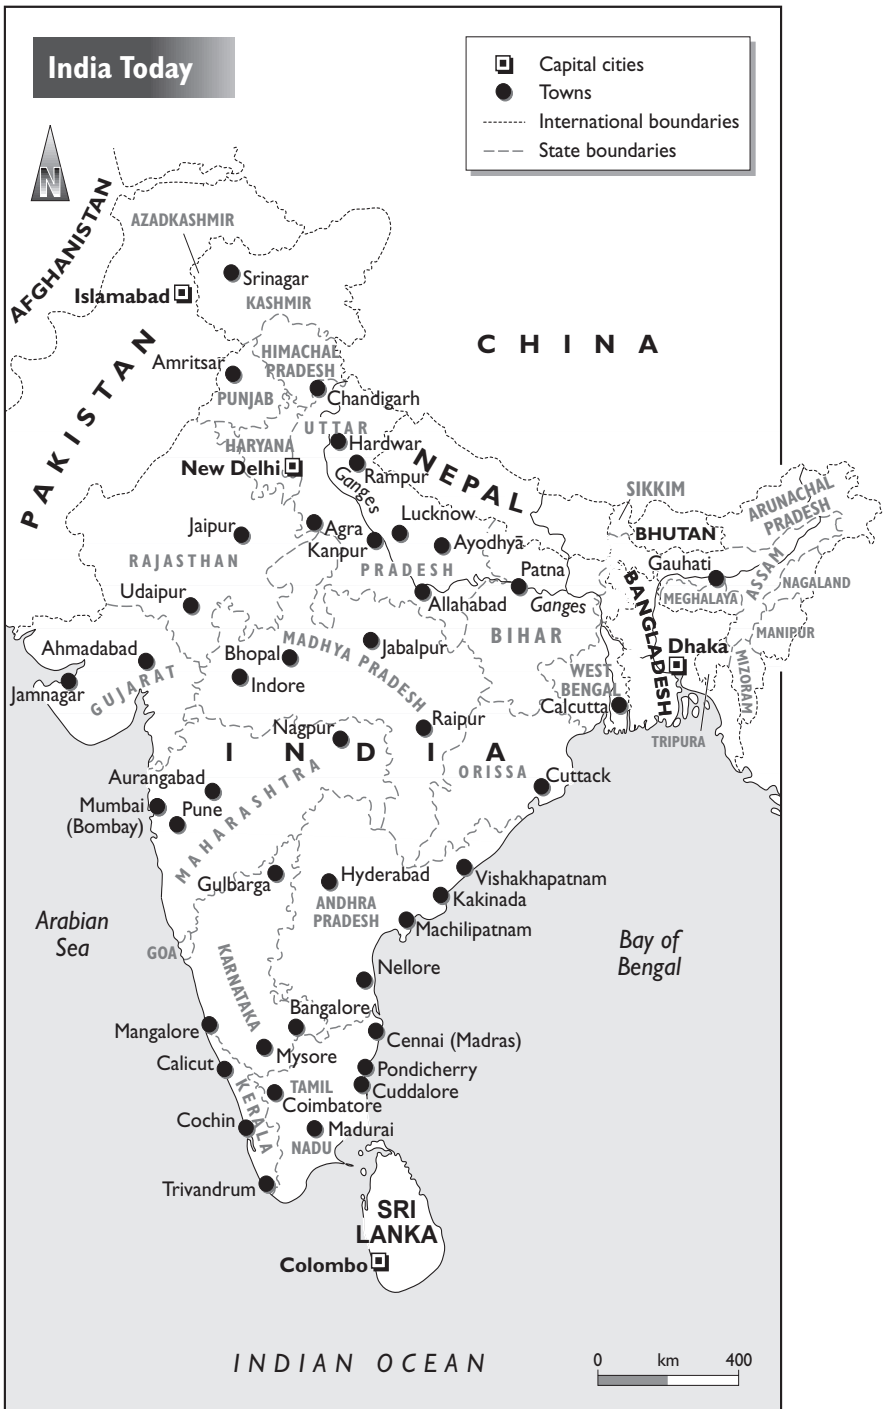 India Today
Capital cities
Towns
International boundaries
State boundaries
N
AFGHANISTAN
AZADKASHMIR
Srinagar
Islamabad
KASHMIR
CHINA
PAKISTAN
Amritsar
HIMACHAL
PRADESH
PUNJAB
Chandigarh
UTTAR
HARYANA
Hardwar
New Delhi
Rampur
NEPAL
Ganges
SIKKIM
ARUNACHAL
PRADESH
Jaipur
Agra
Lucknow
BHUTAN
Kanpur
Ayodhyā
RAJASTHAN
PRADESH
Patna
Gauhati
ASSAM
NAGALAND
Udaipur
Allahabad
Ganges
BANGLADESH
MEGHALAYA
Ahmadabad
Bhopal
MADHYA PRADESH
Jabalpur
BIHAR
MANIPUR
Dhaka
Jamnagar
GUJARAT
Indore
WEST
BENGAL
MIZORAM
Calcutta
Nagpur
Raipur
TRIPURA
INDIA
ORISSA
Aurangabad
Cuttack
Mumbai
(Bombay)
Pune
MAHARASHTRA
Gulbarga
Hyderabad
Vishakhapatnam
ANDHRA
PRADESH
Kakinada
Machilipatnam
Arabian
Sea
Bay of
Bengal
GOA
KARNATAKA
Nellore
Bangalore
Mangalore
Cennai (Madras)
Mysore
Calicut
Pondicherry
KERALA
TAMIL
Cuddalore
Coimbatore
Cochin
Madurai
NADU
Trivandrum
SRI
LANKA
Colombo
INDIAN OCEAN
0 km 400